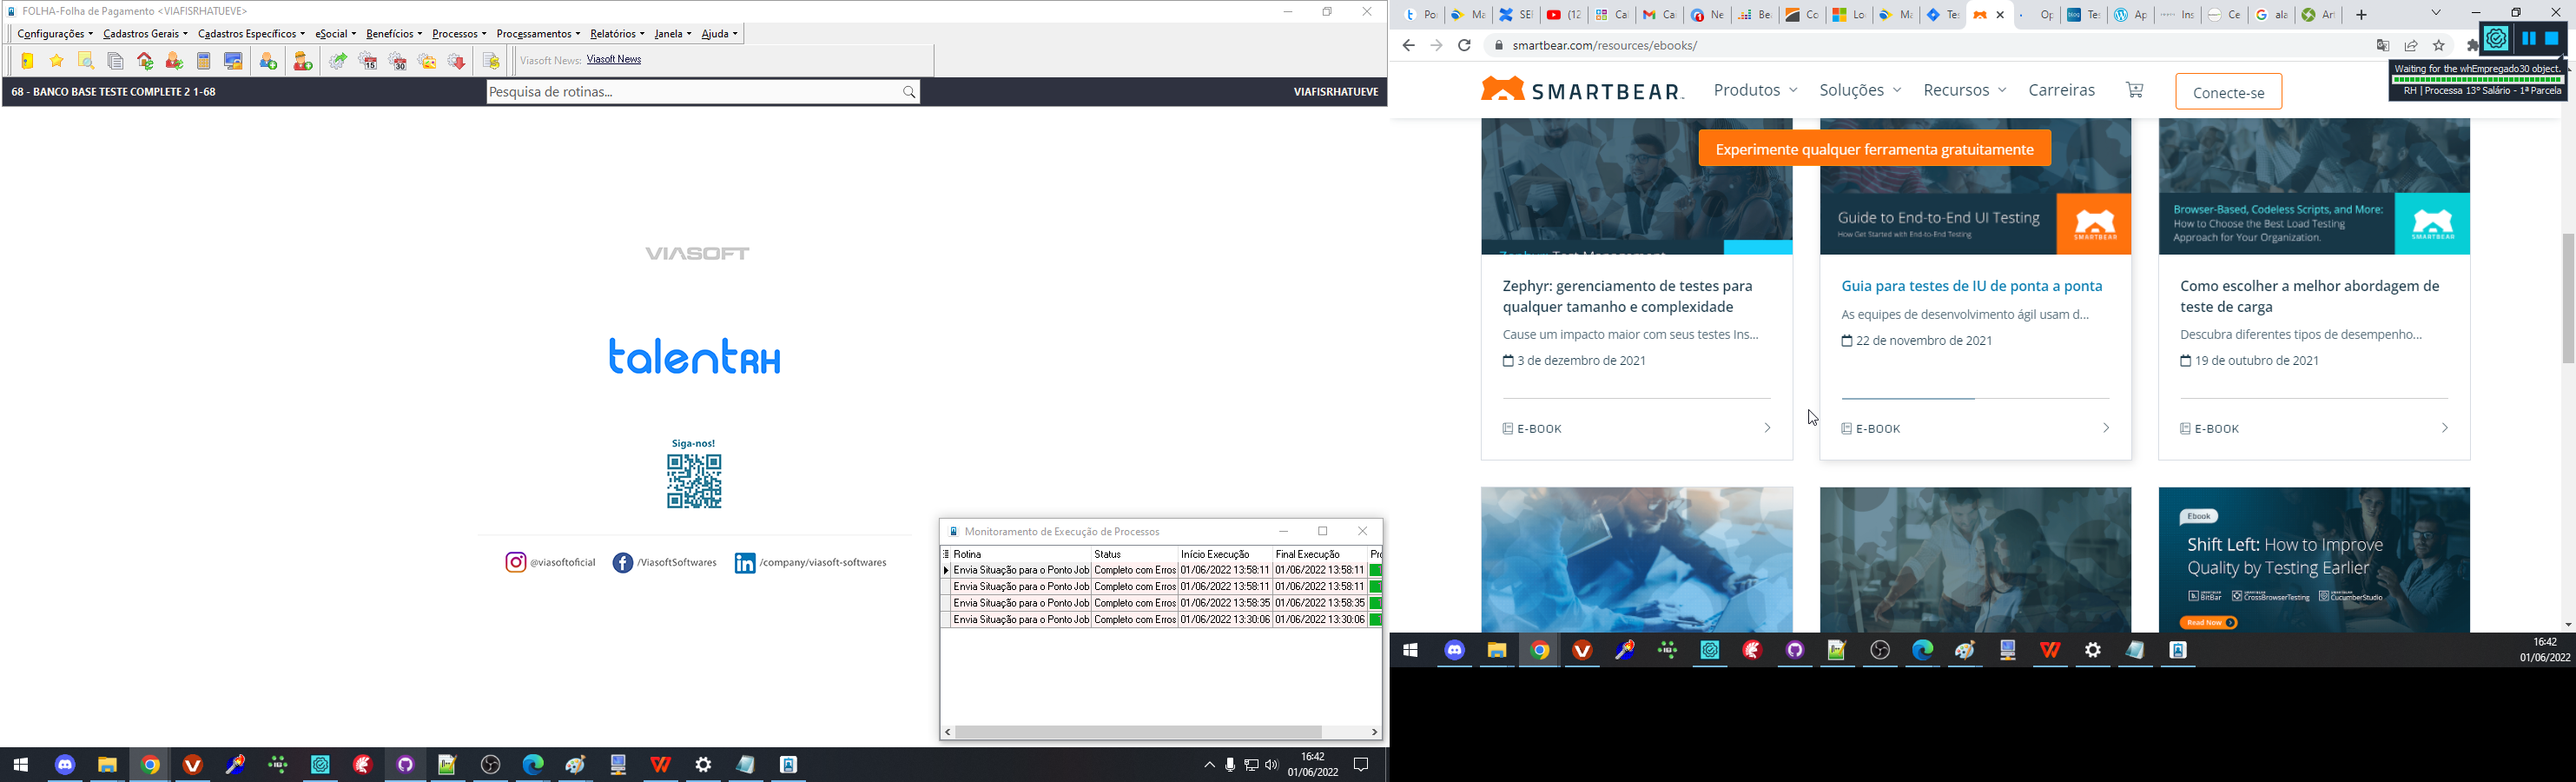 FOLHA-Folha de Pagamento <VIAFISRHATUEVE>
Configurações Cadastros Gerais Cadastros Específicos eSocial Benefícios Processos Processamentos Relatórios Janela Ajuda
15 30 Viasoft News: Viasoft News
68 - BANCO BASE TESTE COMPLETE 2 1-68
Pesquisa de rotinas...
VIAFISRHATUEVE
VIASOFT
talentRH
Siga-nos!
@viasoftoficial /ViasoftSoftwares /company/viasoft-softwares
Monitoramento de Execução de Processos
Rotina Status Início Execução Final Execução
Envia Situação para o Ponto Job Completo com Erros 01/06/2022 13:58:11 01/06/2022 13:58:11
Envia Situação para o Ponto Job Completo com Erros 01/06/2022 13:58:11 01/06/2022 13:58:11
Envia Situação para o Ponto Job Completo com Erros 01/06/2022 13:58:35 01/06/2022 13:58:35
Envia Situação para o Ponto Job Completo com Erros 01/06/2022 13:30:06 01/06/2022 13:30:06
16:42
01/06/2022
smartbear.com/resources/ebooks/
Waiting for the whEmpregado30 object.
RH | Processa 13º Salário - 1ª Parcela
SMARTBEAR
Produtos Soluções Recursos Carreiras
Conecte-se
Experimente qualquer ferramenta gratuitamente
Guide to End-to-End UI Testing
How Get Started with End-to-End Testing
SMARTBEAR
Browser-Based, Codeless Scripts, and More:
How to Choose the Best Load Testing
Approach for Your Organization.
SMARTBEAR
Zephyr: gerenciamento de testes para
qualquer tamanho e complexidade
Cause um impacto maior com seus testes Ins...
3 de dezembro de 2021
E-BOOK
Guia para testes de IU de ponta a ponta
As equipes de desenvolvimento ágil usam d...
22 de novembro de 2021
E-BOOK
Como escolher a melhor abordagem de
teste de carga
Descubra diferentes tipos de desempenho...
19 de outubro de 2021
E-BOOK
Ebook
Shift Left: How to Improve
Quality by Testing Earlier
BitBar CrossBrowserTesting CucumberStudio
Read Now
16:42
01/06/2022